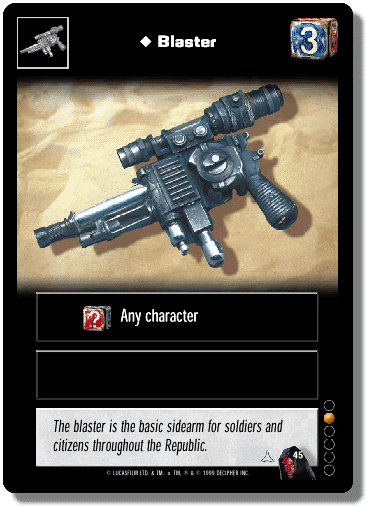 ◆ Blaster
3
? Any character
The blaster is the basic sidearm for soldiers and
citizens throughout the Republic.
45
© LUCASFILM LTD. & TM. ® & © 1999 DECIPHER INC.